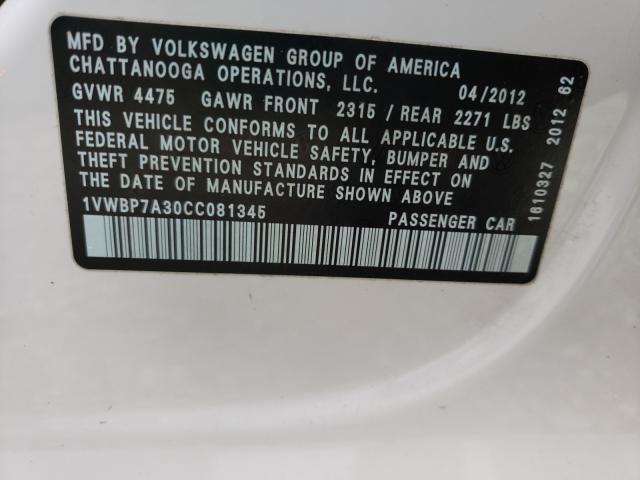 MFD BY VOLKSWAGEN GROUP OF AMERICA
CHATTANOOGA OPERATIONS, LLC. 04/2012
GVWR 4475 GAWR FRONT 2315 / REAR 2271 LBS
THIS VEHICLE CONFORMS TO ALL APPLICABLE U.S.
FEDERAL MOTOR VEHICLE SAFETY, BUMPER AND
THEFT PREVENTION STANDARDS IN EFFECT ON
THE DATE OF MANUFACTURE SHOWN ABOVE
1VWBP7A30CC081345 PASSENGER CAR
1610327 2012 62